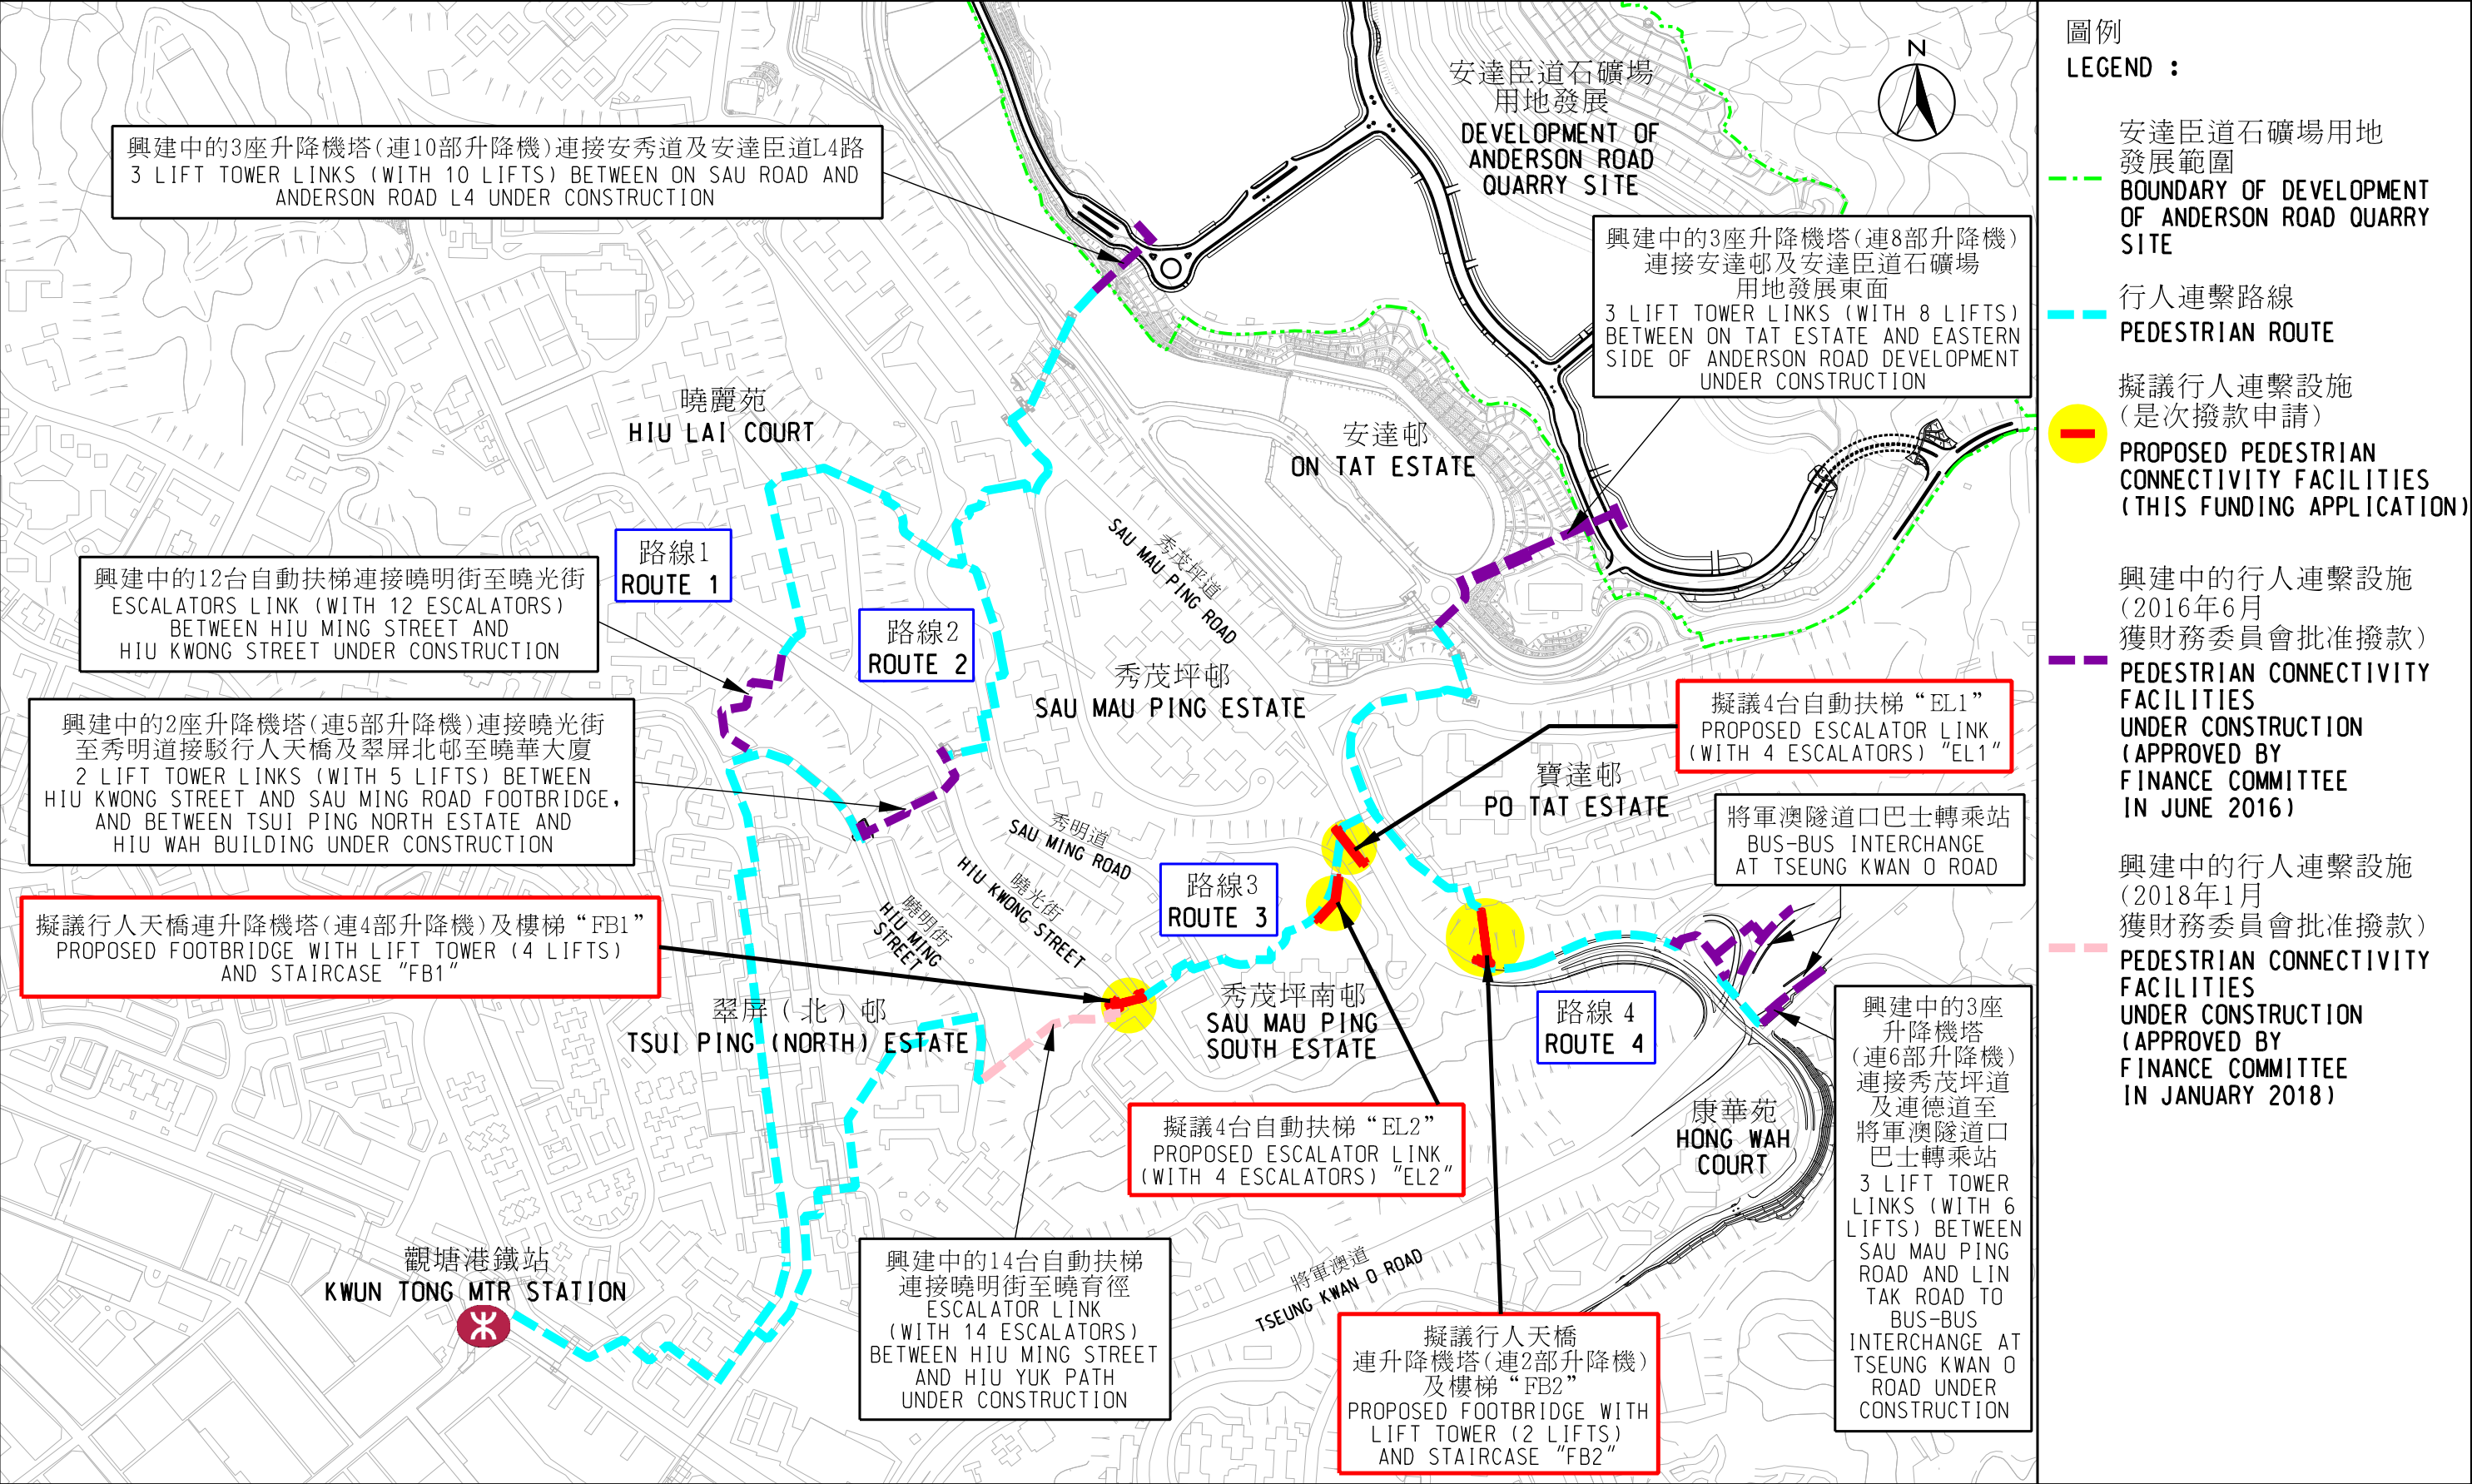 圖例
LEGEND :
安達臣道石礦場用地
發展範圍
BOUNDARY OF DEVELOPMENT
OF ANDERSON ROAD QUARRY
SITE
行人連繫路線
PEDESTRIAN ROUTE
擬議行人連繫設施
(是次撥款申請)
PROPOSED PEDESTRIAN
CONNECTIVITY FACILITIES
(THIS FUNDING APPLICATION)
興建中的行人連繫設施
(2016年6月
獲財務委員會批准撥款)
PEDESTRIAN CONNECTIVITY
FACILITIES
UNDER CONSTRUCTION
(APPROVED BY
FINANCE COMMITTEE
IN JUNE 2016)
興建中的行人連繫設施
(2018年1月
獲財務委員會批准撥款)
PEDESTRIAN CONNECTIVITY
FACILITIES
UNDER CONSTRUCTION
(APPROVED BY
FINANCE COMMITTEE
IN JANUARY 2018)
N
安達臣道石礦場
用地發展
DEVELOPMENT OF
ANDERSON ROAD
QUARRY SITE
興建中的3座升降機塔(連10部升降機)連接安秀道及安達臣道L4路
3 LIFT TOWER LINKS (WITH 10 LIFTS) BETWEEN ON SAU ROAD AND
ANDERSON ROAD L4 UNDER CONSTRUCTION
興建中的3座升降機塔(連8部升降機)
連接安達邨及安達臣道石礦場
用地發展東面
3 LIFT TOWER LINKS (WITH 8 LIFTS)
BETWEEN ON TAT ESTATE AND EASTERN
SIDE OF ANDERSON ROAD DEVELOPMENT
UNDER CONSTRUCTION
曉麗苑
HIU LAI COURT
安達邨
ON TAT ESTATE
秀茂坪道
SAU MAU PING ROAD
路線1
ROUTE 1
路線2
ROUTE 2
興建中的12台自動扶梯連接曉明街至曉光街
ESCALATORS LINK (WITH 12 ESCALATORS)
BETWEEN HIU MING STREET AND
HIU KWONG STREET UNDER CONSTRUCTION
秀茂坪邨
SAU MAU PING ESTATE
興建中的2座升降機塔(連5部升降機)連接曉光街
至秀明道接駁行人天橋及翠屏北邨至曉華大廈
2 LIFT TOWER LINKS (WITH 5 LIFTS) BETWEEN
HIU KWONG STREET AND SAU MING ROAD FOOTBRIDGE,
AND BETWEEN TSUI PING NORTH ESTATE AND
HIU WAH BUILDING UNDER CONSTRUCTION
擬議4台自動扶梯“EL1”
PROPOSED ESCALATOR LINK
(WITH 4 ESCALATORS) "EL1"
寶達邨
PO TAT ESTATE
將軍澳隧道口巴士轉乘站
BUS-BUS INTERCHANGE
AT TSEUNG KWAN O ROAD
秀明道
SAU MING ROAD
曉光街
HIU KWONG STREET
曉明街
HIU MING
STREET
路線3
ROUTE 3
擬議行人天橋連升降機塔(連4部升降機)及樓梯“FB1”
PROPOSED FOOTBRIDGE WITH LIFT TOWER (4 LIFTS)
AND STAIRCASE "FB1"
翠屏(北)邨
TSUI PING (NORTH) ESTATE
秀茂坪南邨
SAU MAU PING
SOUTH ESTATE
路線 4
ROUTE 4
興建中的3座
升降機塔
(連6部升降機)
連接秀茂坪道
及連德道至
將軍澳隧道口
巴士轉乘站
3 LIFT TOWER
LINKS (WITH 6
LIFTS) BETWEEN
SAU MAU PING
ROAD AND LIN
TAK ROAD TO
BUS-BUS
INTERCHANGE AT
TSEUNG KWAN O
ROAD UNDER
CONSTRUCTION
康華苑
HONG WAH
COURT
擬議4台自動扶梯“EL2”
PROPOSED ESCALATOR LINK
(WITH 4 ESCALATORS) "EL2"
觀塘港鐵站
KWUN TONG MTR STATION
興建中的14台自動扶梯
連接曉明街至曉育徑
ESCALATOR LINK
(WITH 14 ESCALATORS)
BETWEEN HIU MING STREET
AND HIU YUK PATH
UNDER CONSTRUCTION
將軍澳道
TSEUNG KWAN O ROAD
擬議行人天橋
連升降機塔(連2部升降機)
及樓梯“FB2”
PROPOSED FOOTBRIDGE WITH
LIFT TOWER (2 LIFTS)
AND STAIRCASE "FB2"